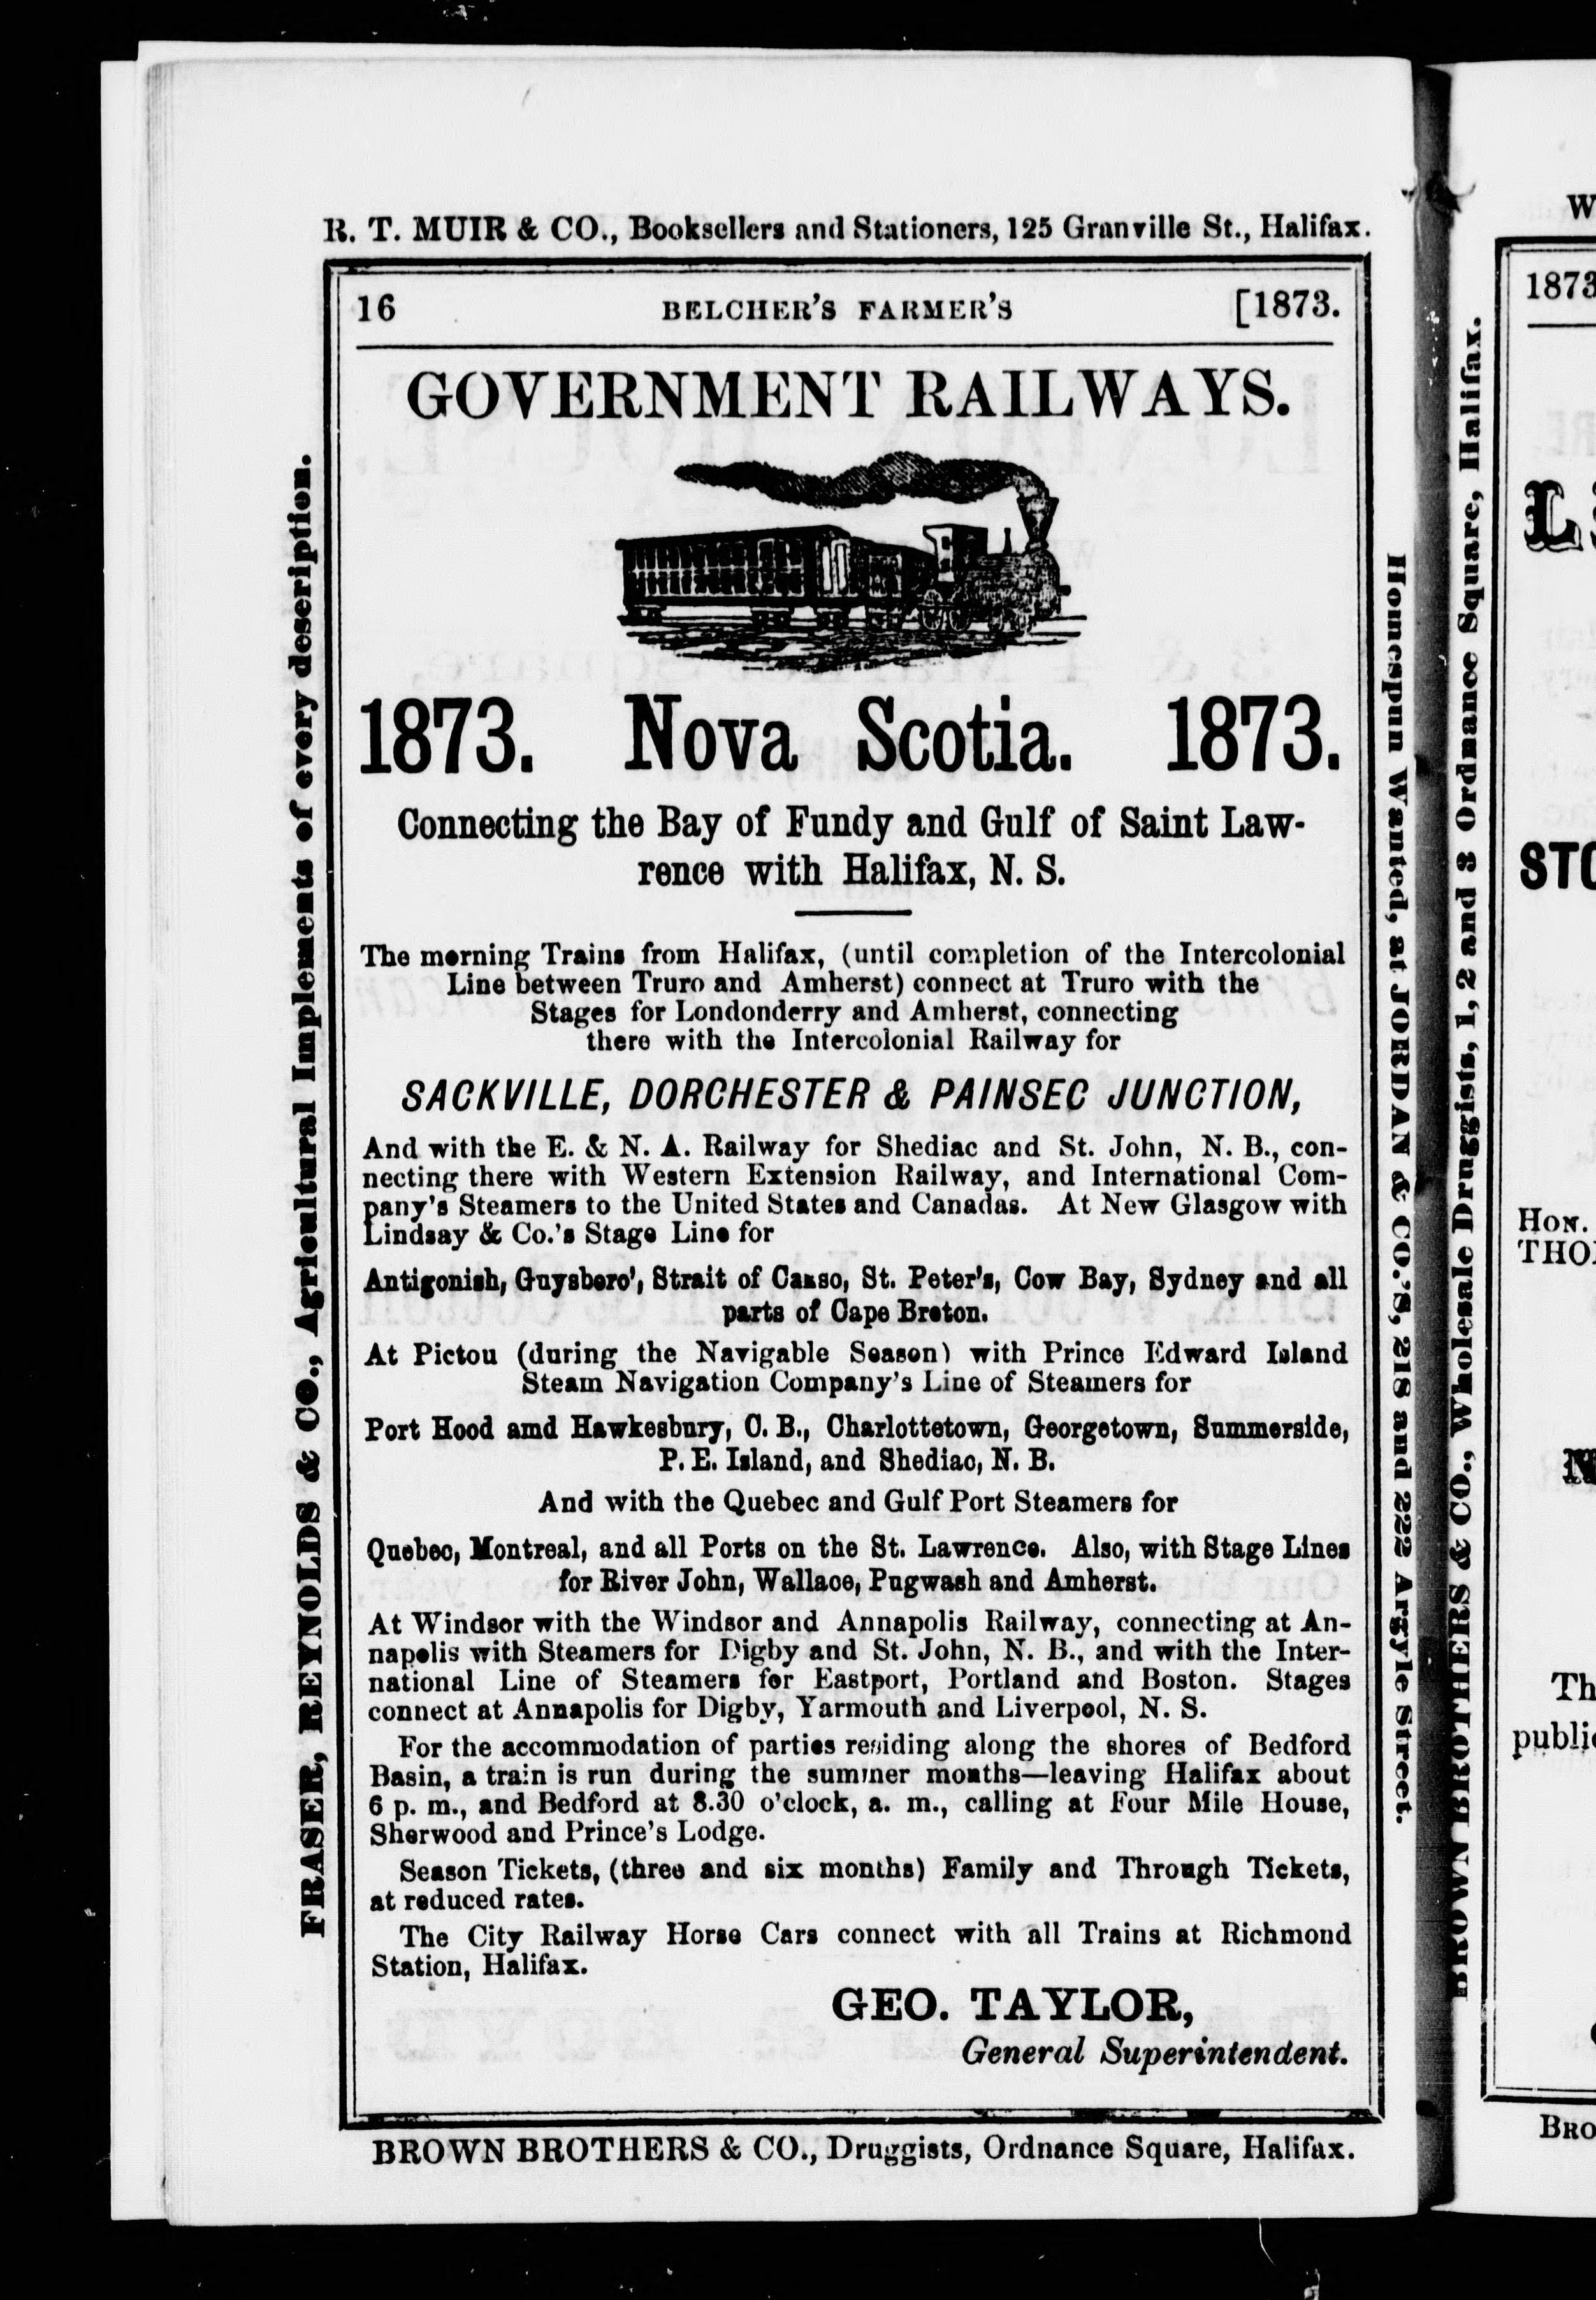 R. T. MUIR & CO., Booksellers and Stationers, 125 Granville St., Halifax.
16 BELCHER'S FARMER'S [1873.
GOVERNMENT RAILWAYS.
1873. Nova Scotia. 1873.
Connecting the Bay of Fundy and Gulf of Saint Law-
rence with Halifax, N. S.
The morning Trains from Halifax, (until completion of the Intercolonial
Line between Truro and Amherst) connect at Truro with the
Stages for Londonderry and Amherst, connecting
there with the Intercolonial Railway for
SACKVILLE, DORCHESTER & PAINSEC JUNCTION,
And with the E. & N. A. Railway for Shediac and St. John, N. B., con-
necting there with Western Extension Railway, and International Com-
pany's Steamers to the United States and Canadas. At New Glasgow with
Lindsay & Co.'s Stage Line for
Antigonish, Guysboro', Strait of Canso, St. Peter's, Cow Bay, Sydney and all
parts of Cape Breton.
At Pictou (during the Navigable Season) with Prince Edward Island
Steam Navigation Company's Line of Steamers for
Port Hood amd Hawkesbury, C. B., Charlottetown, Georgetown, Summerside,
P. E. Island, and Shediac, N. B.
And with the Quebec and Gulf Port Steamers for
Quebec, Montreal, and all Ports on the St. Lawrence. Also, with Stage Lines
for River John, Wallace, Pugwash and Amherst.
At Windsor with the Windsor and Annapolis Railway, connecting at An-
napolis with Steamers for Digby and St. John, N. B., and with the Inter-
national Line of Steamers for Eastport, Portland and Boston. Stages
connect at Annapolis for Digby, Yarmouth and Liverpool, N. S.
For the accommodation of parties residing along the shores of Bedford
Basin, a train is run during the summer months—leaving Halifax about
6 p. m., and Bedford at 8.30 o'clock, a. m., calling at Four Mile House,
Sherwood and Prince's Lodge.
Season Tickets, (three and six months) Family and Through Tickets,
at reduced rates.
The City Railway Horse Cars connect with all Trains at Richmond
Station, Halifax.
GEO. TAYLOR,
General Superintendent.
BROWN BROTHERS & CO., Druggists, Ordnance Square, Halifax.
FRASER, REYNOLDS & CO., Agricultural Implements of every description.
Homespun Wanted, at JORDAN & CO.'S, 218 and 222 Argyle Street.
BROWN BROTHERS & CO., Wholesale Druggists, 1, 2 and 3 Ordnance Square, Halifax.
1873
HON.
Th